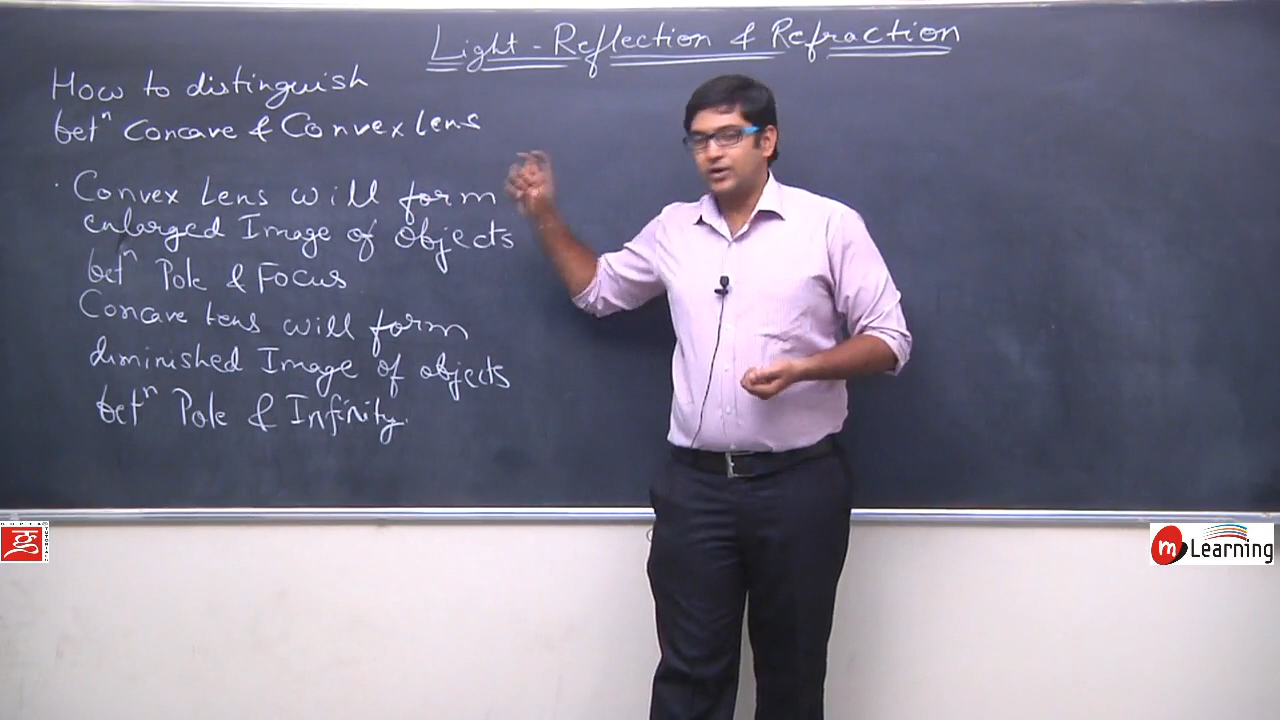 Light - Reflection & Refraction
How to distinguish
betⁿ Concave & Convex lens
. Convex Lens will form
enlarged Image of objects
betⁿ Pole & Focus
Concave Lens will form
diminished Image of objects
betⁿ Pole & Infinity.
m Learning